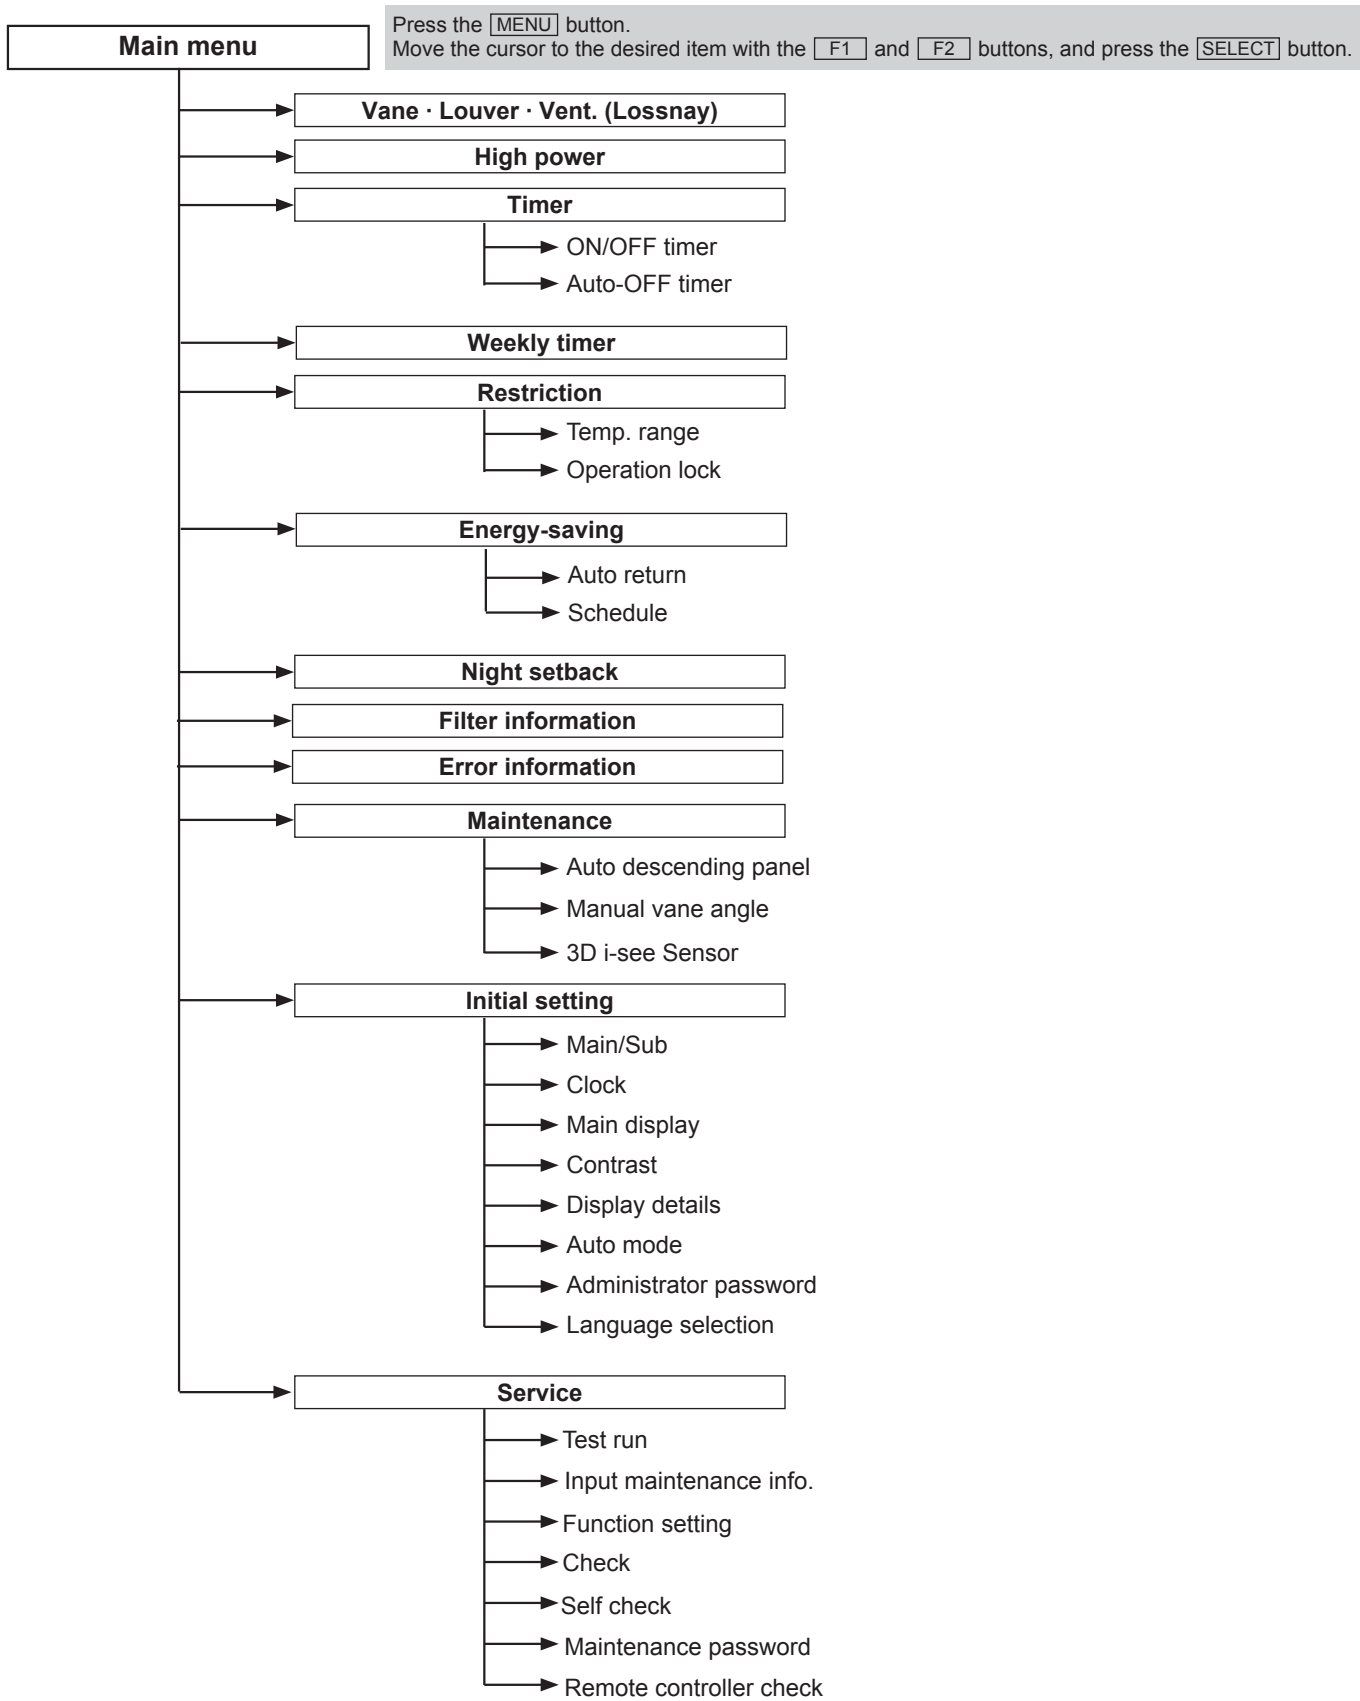 Main menu
Press the MENU button.
Move the cursor to the desired item with the F1 and F2 buttons, and press the SELECT button.
Vane · Louver · Vent. (Lossnay)
High power
Timer
ON/OFF timer
Auto-OFF timer
Weekly timer
Restriction
Temp. range
Operation lock
Energy-saving
Auto return
Schedule
Night setback
Filter information
Error information
Maintenance
Auto descending panel
Manual vane angle
3D i-see Sensor
Initial setting
Main/Sub
Clock
Main display
Contrast
Display details
Auto mode
Administrator password
Language selection
Service
Test run
Input maintenance info.
Function setting
Check
Self check
Maintenance password
Remote controller check